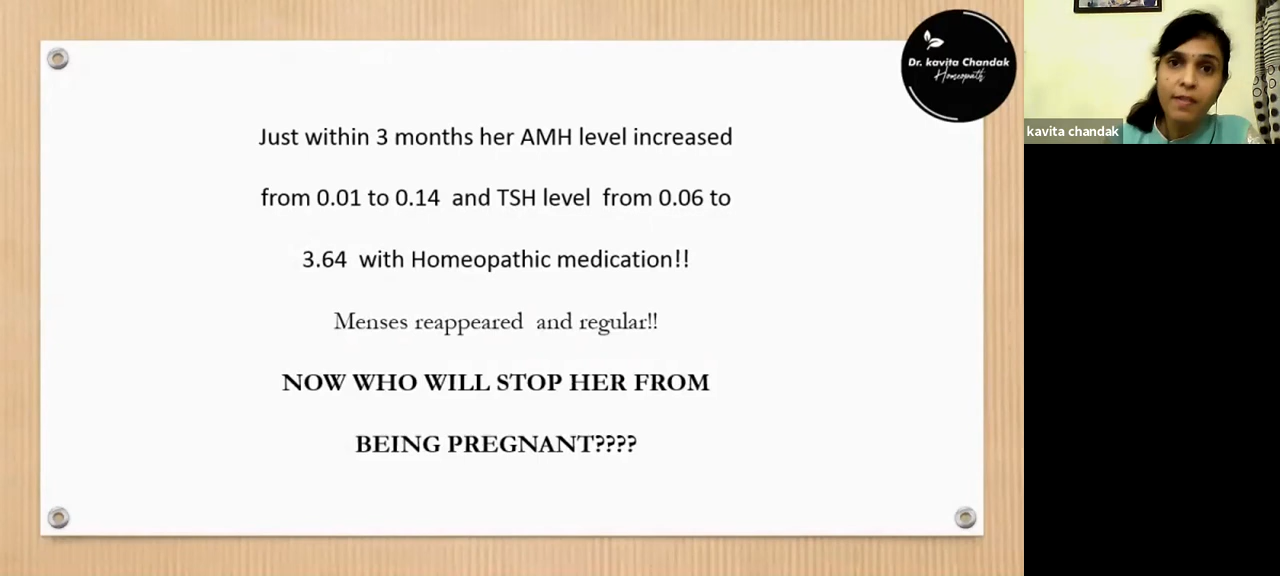 Dr. kavita Chandak
Homeopath
kavita chandak
Just within 3 months her AMH level increased
from 0.01 to 0.14 and TSH level from 0.06 to
3.64 with Homeopathic medication!!
Menses reappeared and regular!!
NOW WHO WILL STOP HER FROM
BEING PREGNANT????